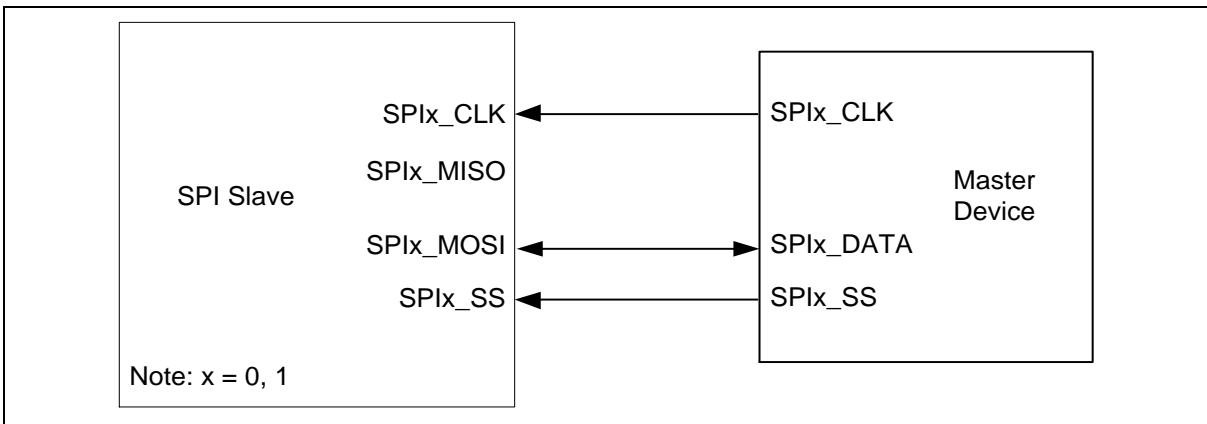 SPI Slave
SPIx_CLK
SPIx_MISO
SPIx_MOSI
SPIx_SS
Note: x = 0, 1
SPIx_CLK
SPIx_DATA
SPIx_SS
Master
Device